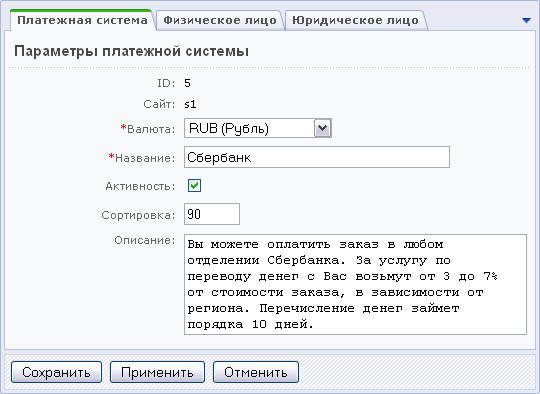 Платежная система Физическое лицо Юридическое лицо
Параметры платежной системы
ID: 5
Сайт: s1
*Валюта: RUB (Рубль)
*Название: Сбербанк
Активность:
Сортировка: 90
Описание: Вы можете оплатить заказ в любом
отделении Сбербанка. За услугу по
переводу денег с Вас возьмут от 3 до 7%
от стоимости заказа, в зависимости от
региона. Перечисление денег займет
порядка 10 дней.
Сохранить Применить Отменить